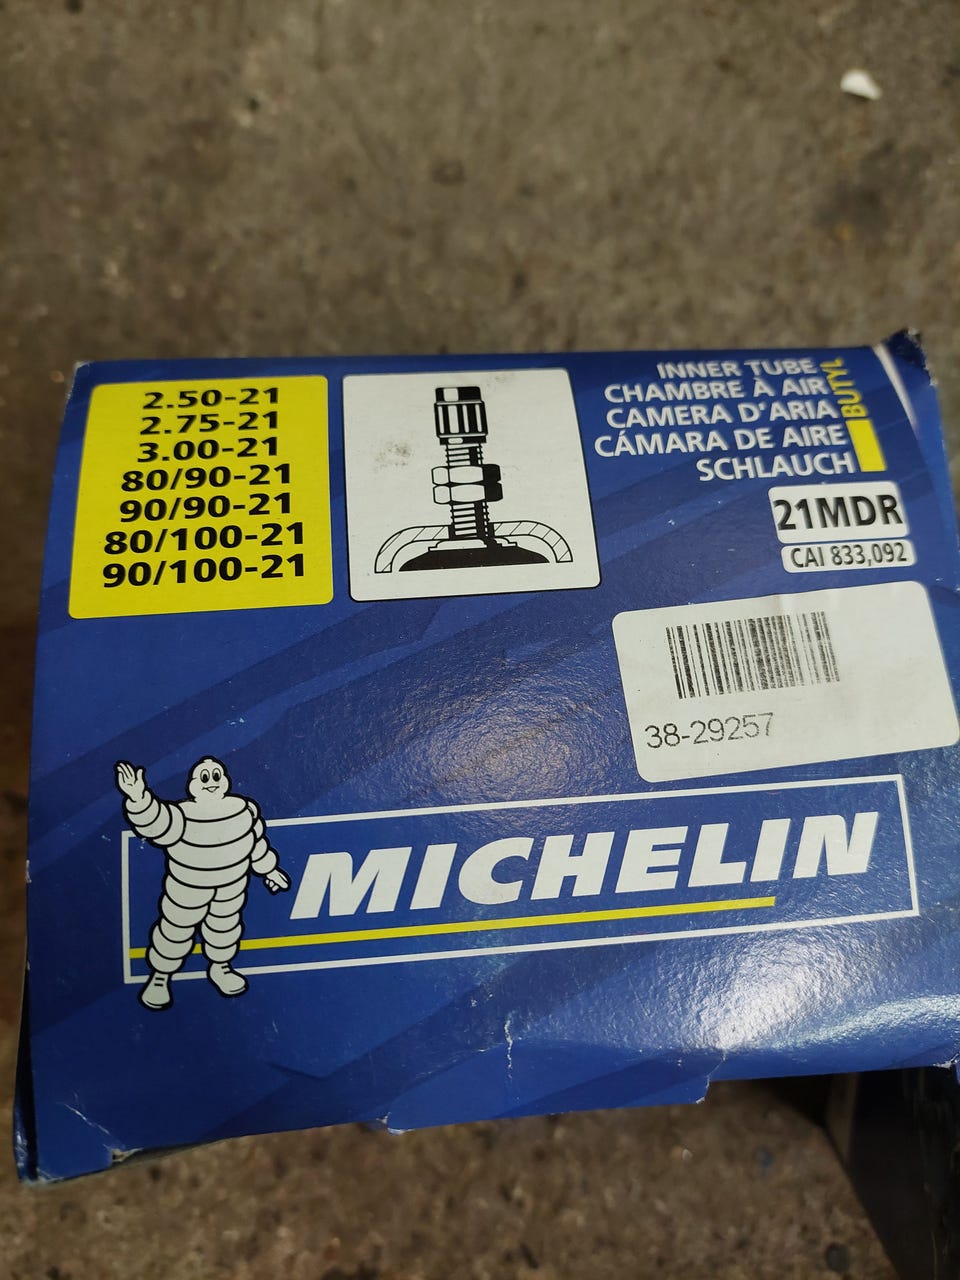 2.50-21
2.75-21
3.00-21
80/90-21
90/90-21
80/100-21
90/100-21
INNER TUBE
CHAMBRE À AIR
CAMERA D'ARIA
CÁMARA DE AIRE
SCHLAUCH
BUTYL
21MDR
CAI 833,092
38-29257
MICHELIN